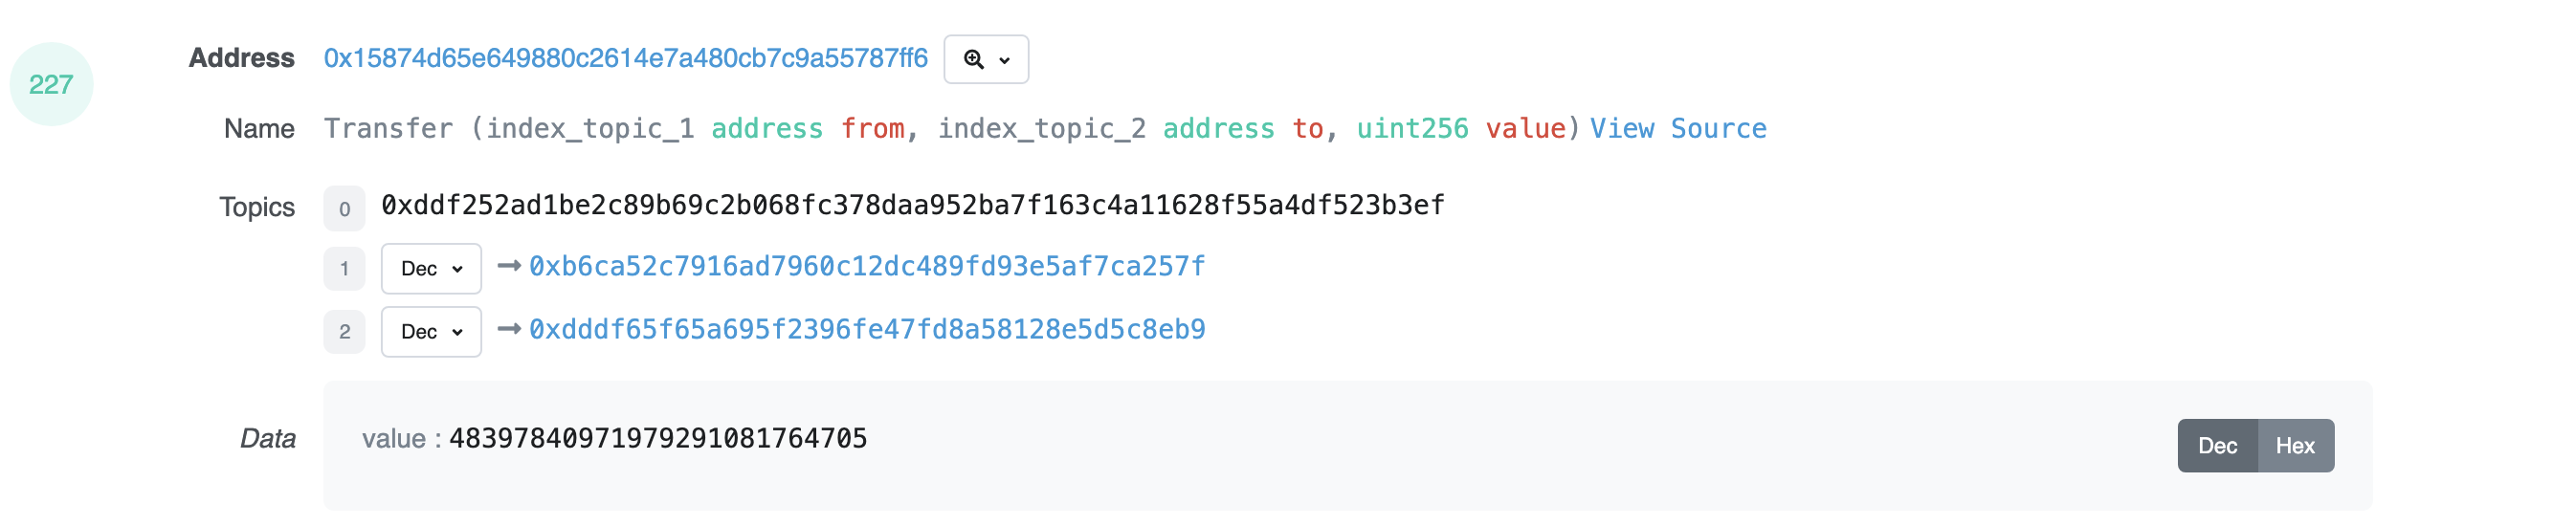 227
Address 0x15874d65e649880c2614e7a480cb7c9a55787ff6
Name Transfer (index_topic_1 address from, index_topic_2 address to, uint256 value) View Source
Topics 0 0xddf252ad1be2c89b69c2b068fc378daa952ba7f163c4a11628f55a4df523b3ef
1 Dec 0xb6ca52c7916ad7960c12dc489fd93e5af7ca257f
2 Dec 0xdddf65f65a695f2396fe47fd8a58128e5d5c8eb9
Data value : 48397840971979291081764705 Dec Hex